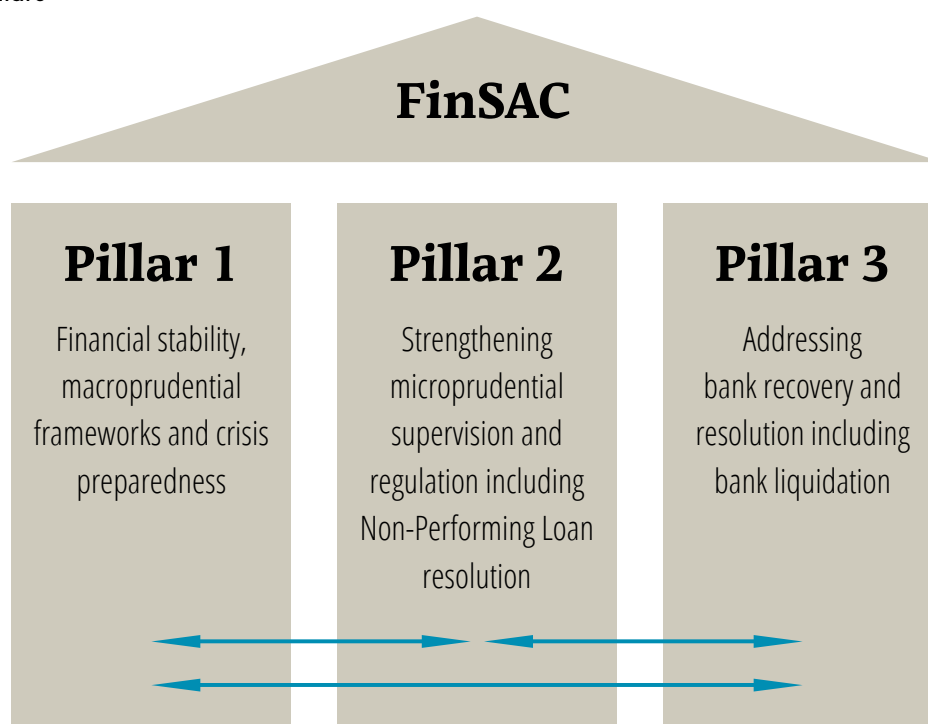 FinSAC
Pillar 1
Financial stability,
macroprudential
frameworks and crisis
preparedness
Pillar 2
Strengthening
microprudential
supervision and
regulation including
Non-Performing Loan
resolution
Pillar 3
Addressing
bank recovery and
resolution including
bank liquidation